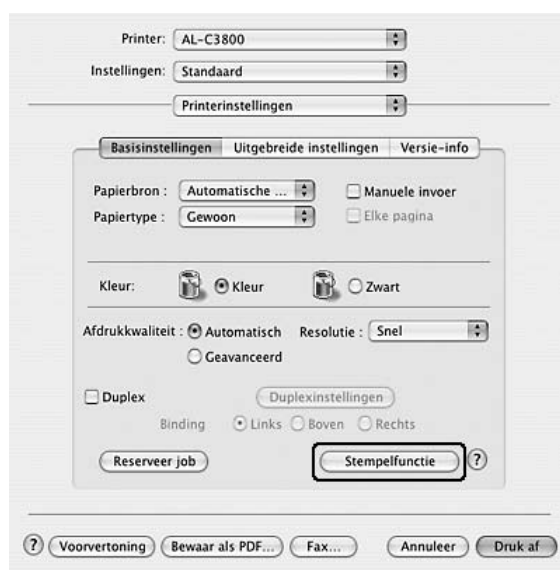 Printer: AL-C3800
Instellingen: Standaard
Printerinstellingen
Basisinstellingen Uitgebreide instellingen Versie-info
Papierbron : Automatische ... Manuele invoer
Papiertype : Gewoon Elke pagina
Kleur: Kleur Zwart
Afdrukkwaliteit : Automatisch Resolutie : Snel
Geavanceerd
Duplex Duplexinstellingen
Binding Links Boven Rechts
Reserveer job Stempelfunctie ?
? Voorvertoning Bewaar als PDF... Fax... Annuleer Druk af